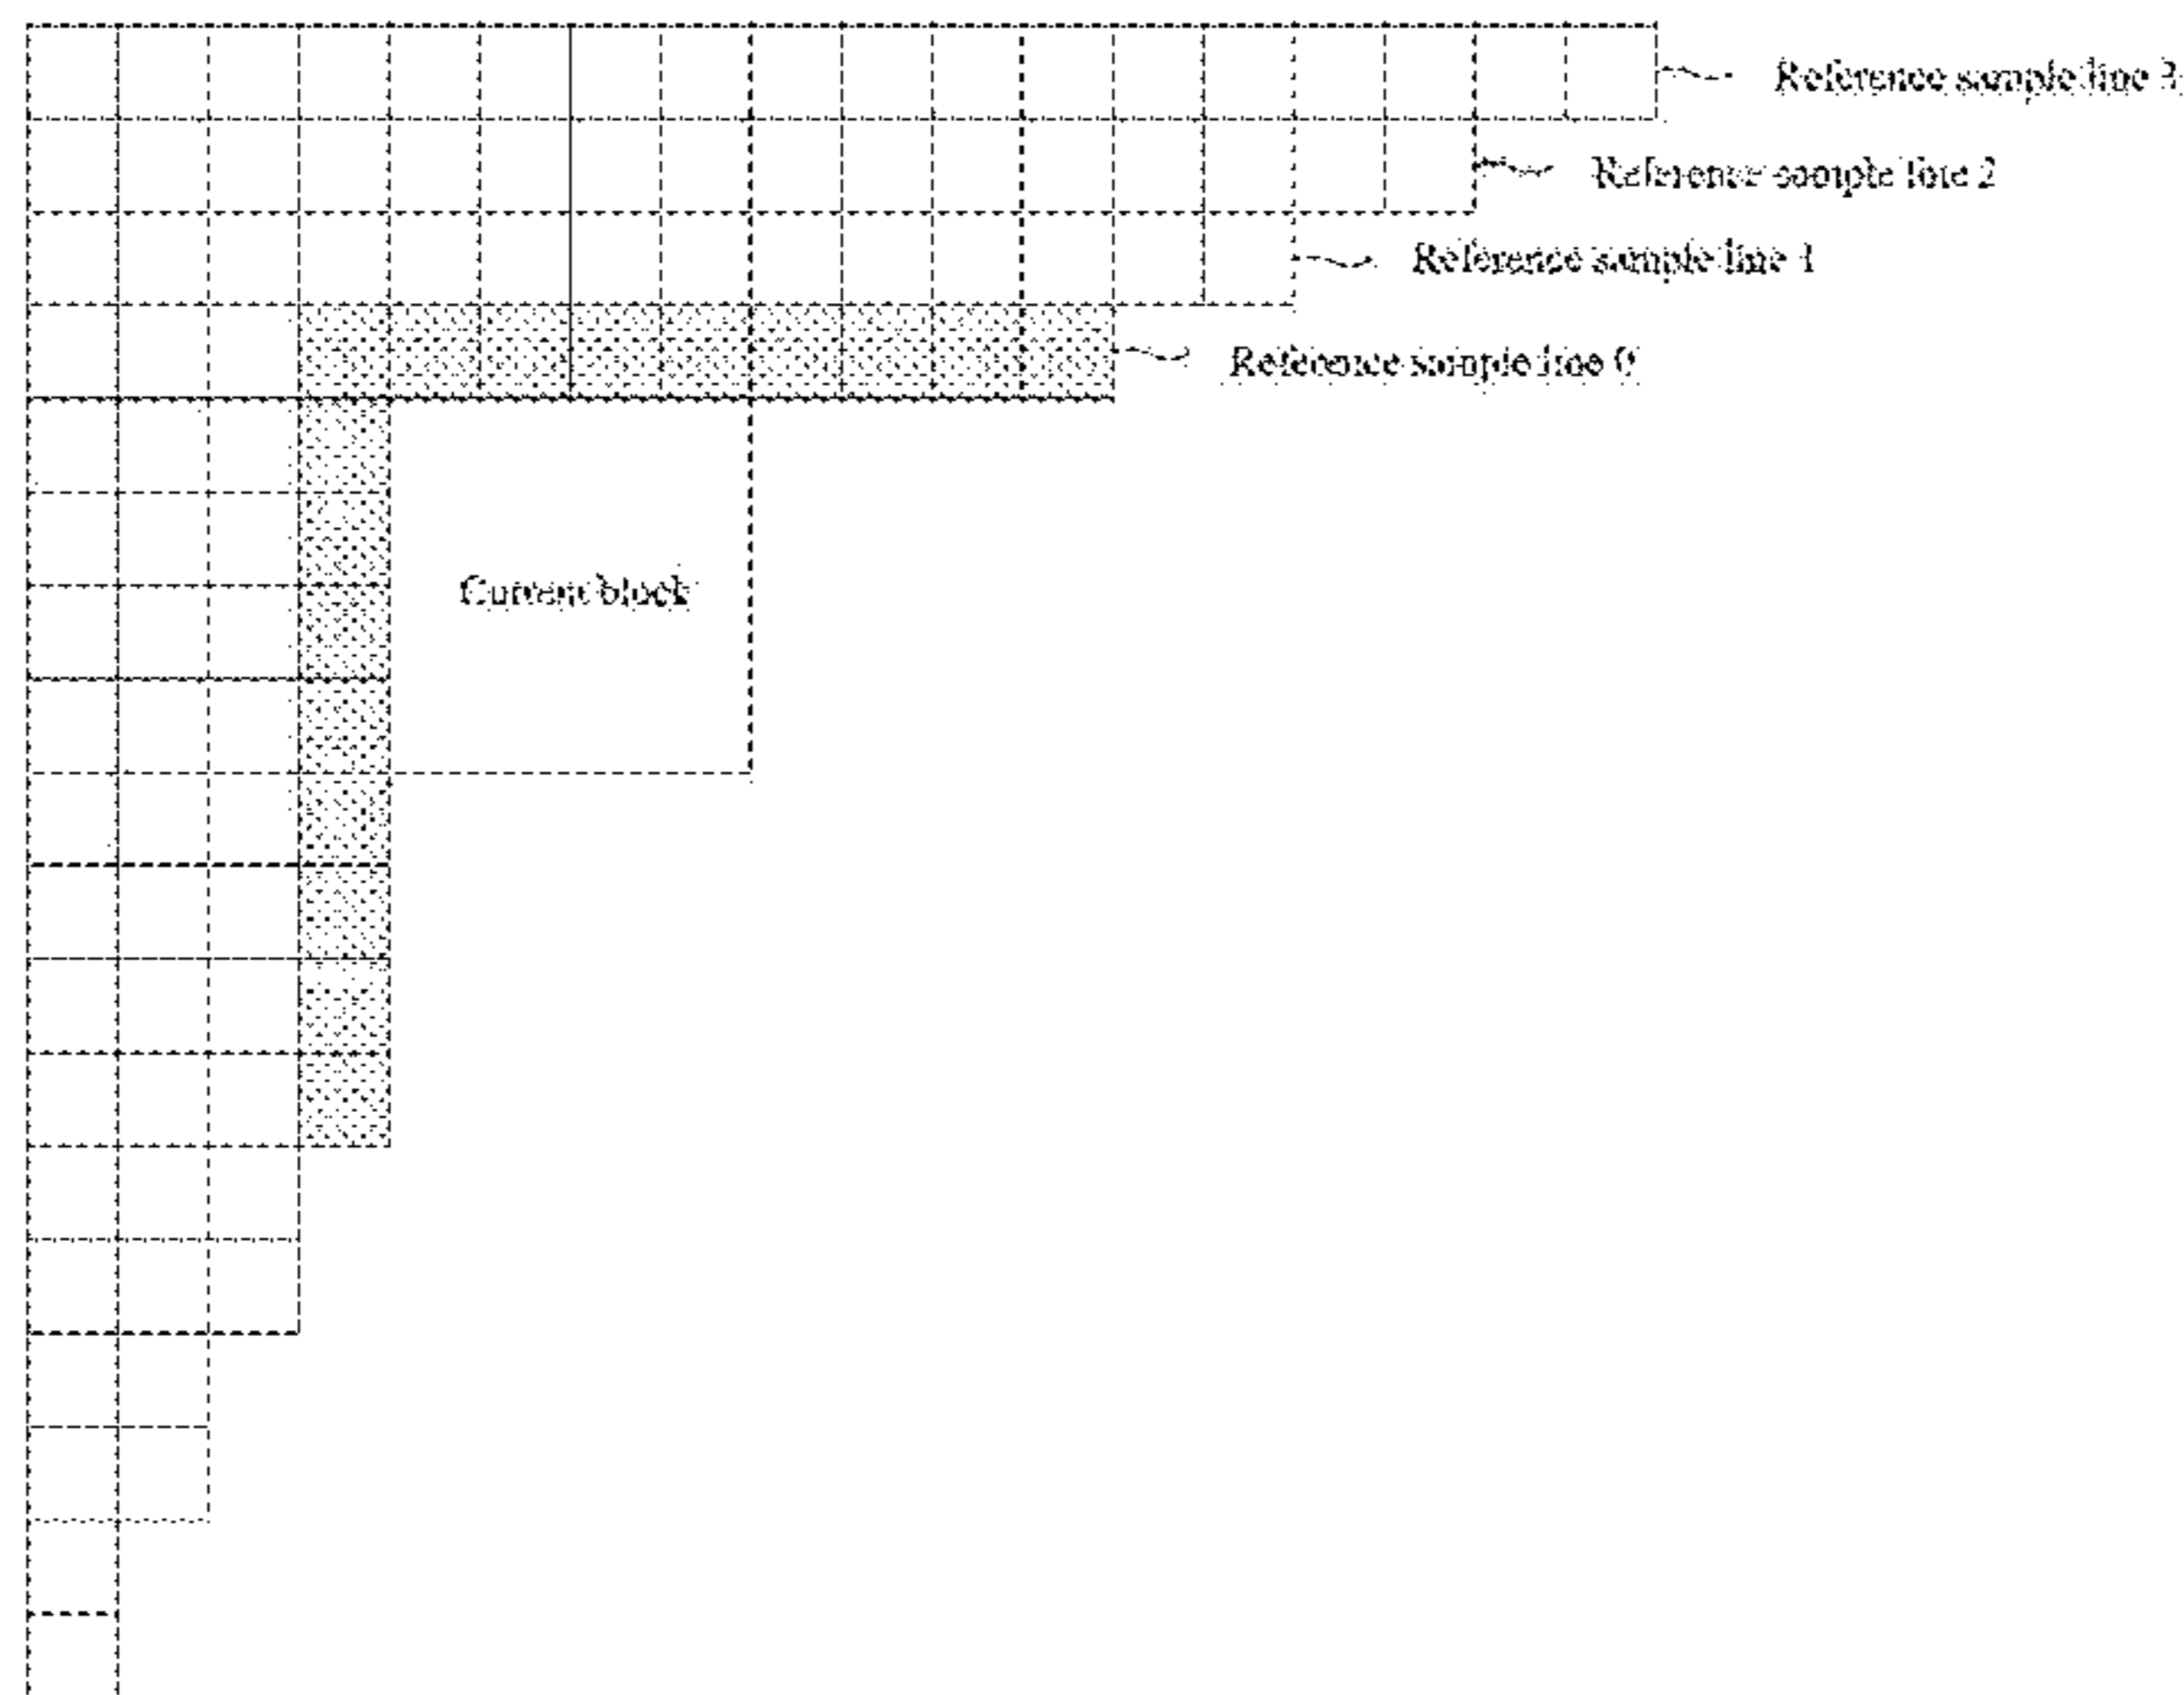 Reference sample line 3
Reference sample line 2
Reference sample line 1
Reference sample line 0
Current block